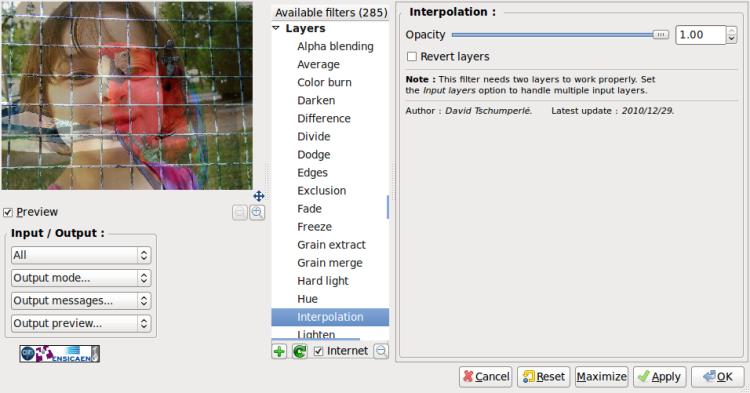 Preview
Input / Output :
All
Output mode...
Output messages...
Output preview...
ENSICAEN
Available filters (285)
Layers
Alpha blending
Average
Color burn
Darken
Difference
Divide
Dodge
Edges
Exclusion
Fade
Freeze
Grain extract
Grain merge
Hard light
Hue
Interpolation
Lighten
Internet
Interpolation :
Opacity 1.00
Revert layers
Note : This filter needs two layers to work properly. Set
the Input layers option to handle multiple input layers.
Author : David Tschumperlé. Latest update : 2010/12/29.
Cancel Reset Maximize Apply OK